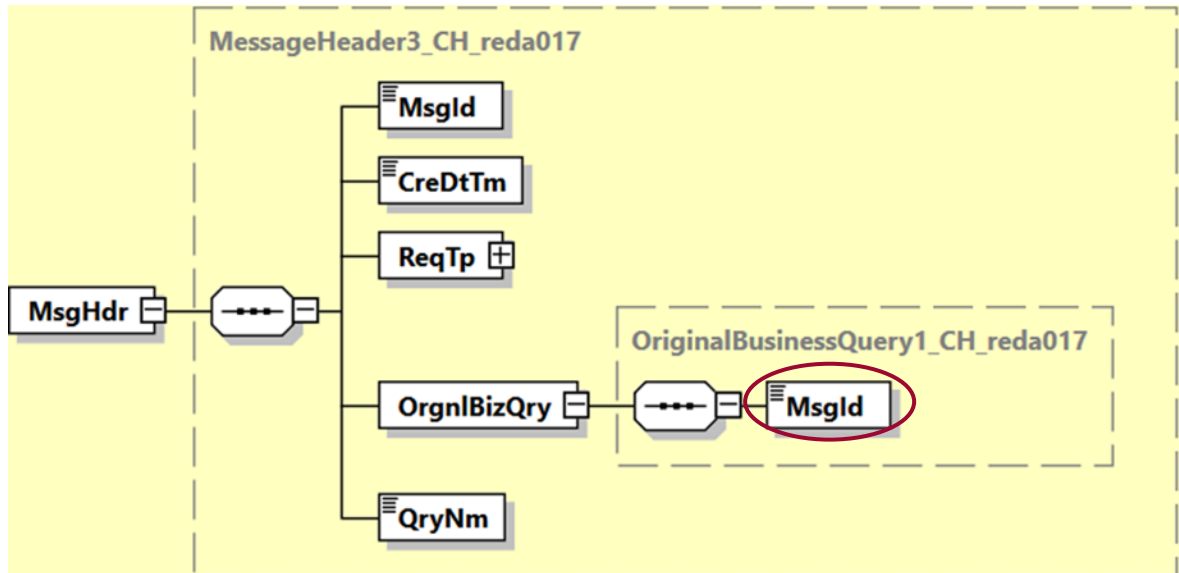 MessageHeader3_CH_reda017
MsgId
CreDtTm
ReqTp
MsgHdr
OriginalBusinessQuery1_CH_reda017
OrgnlBizQry
MsgId
QryNm